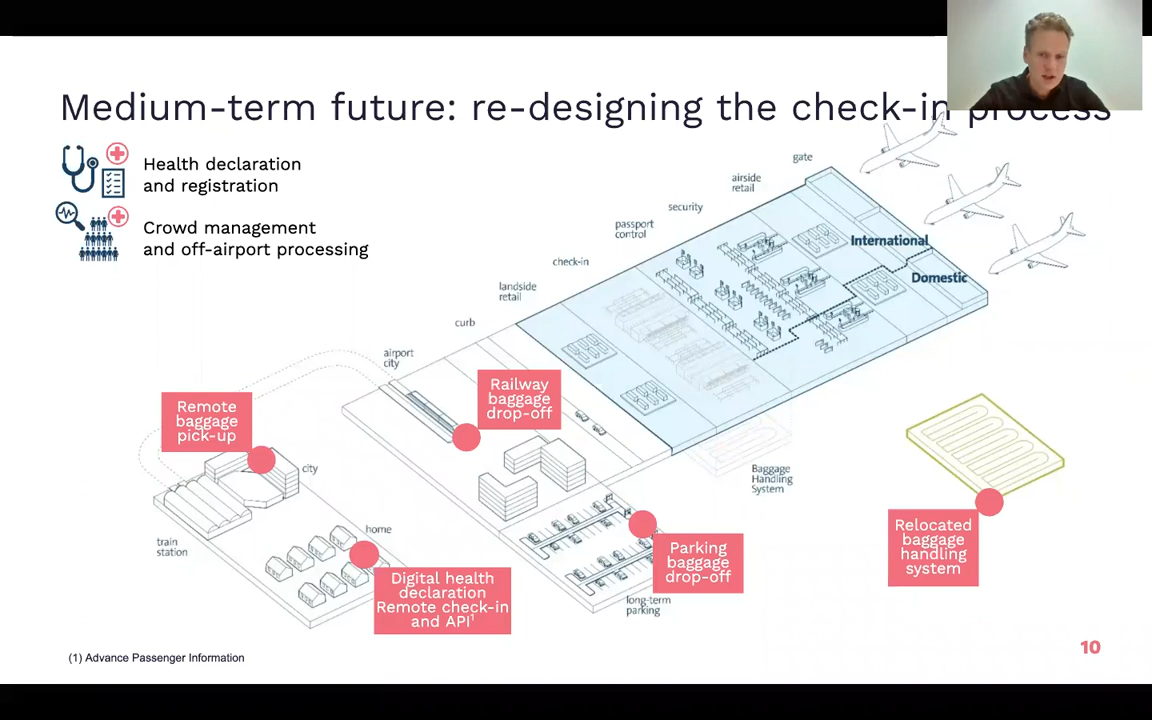 Medium-term future: re-designing the check-in process
Health declaration
and registration
Crowd management
and off-airport processing
gate
airside
retail
security
passport
control
check-in
landside
retail
curb
airport
city
International
Domestic
Railway
baggage
drop-off
Remote
baggage
pick-up
city
train
station
home
Digital health
declaration
Remote check-in
and API¹
Parking
baggage
drop-off
long-term
parking
Baggage
Handling
System
Relocated
baggage
handling
system
(1) Advance Passenger Information
10